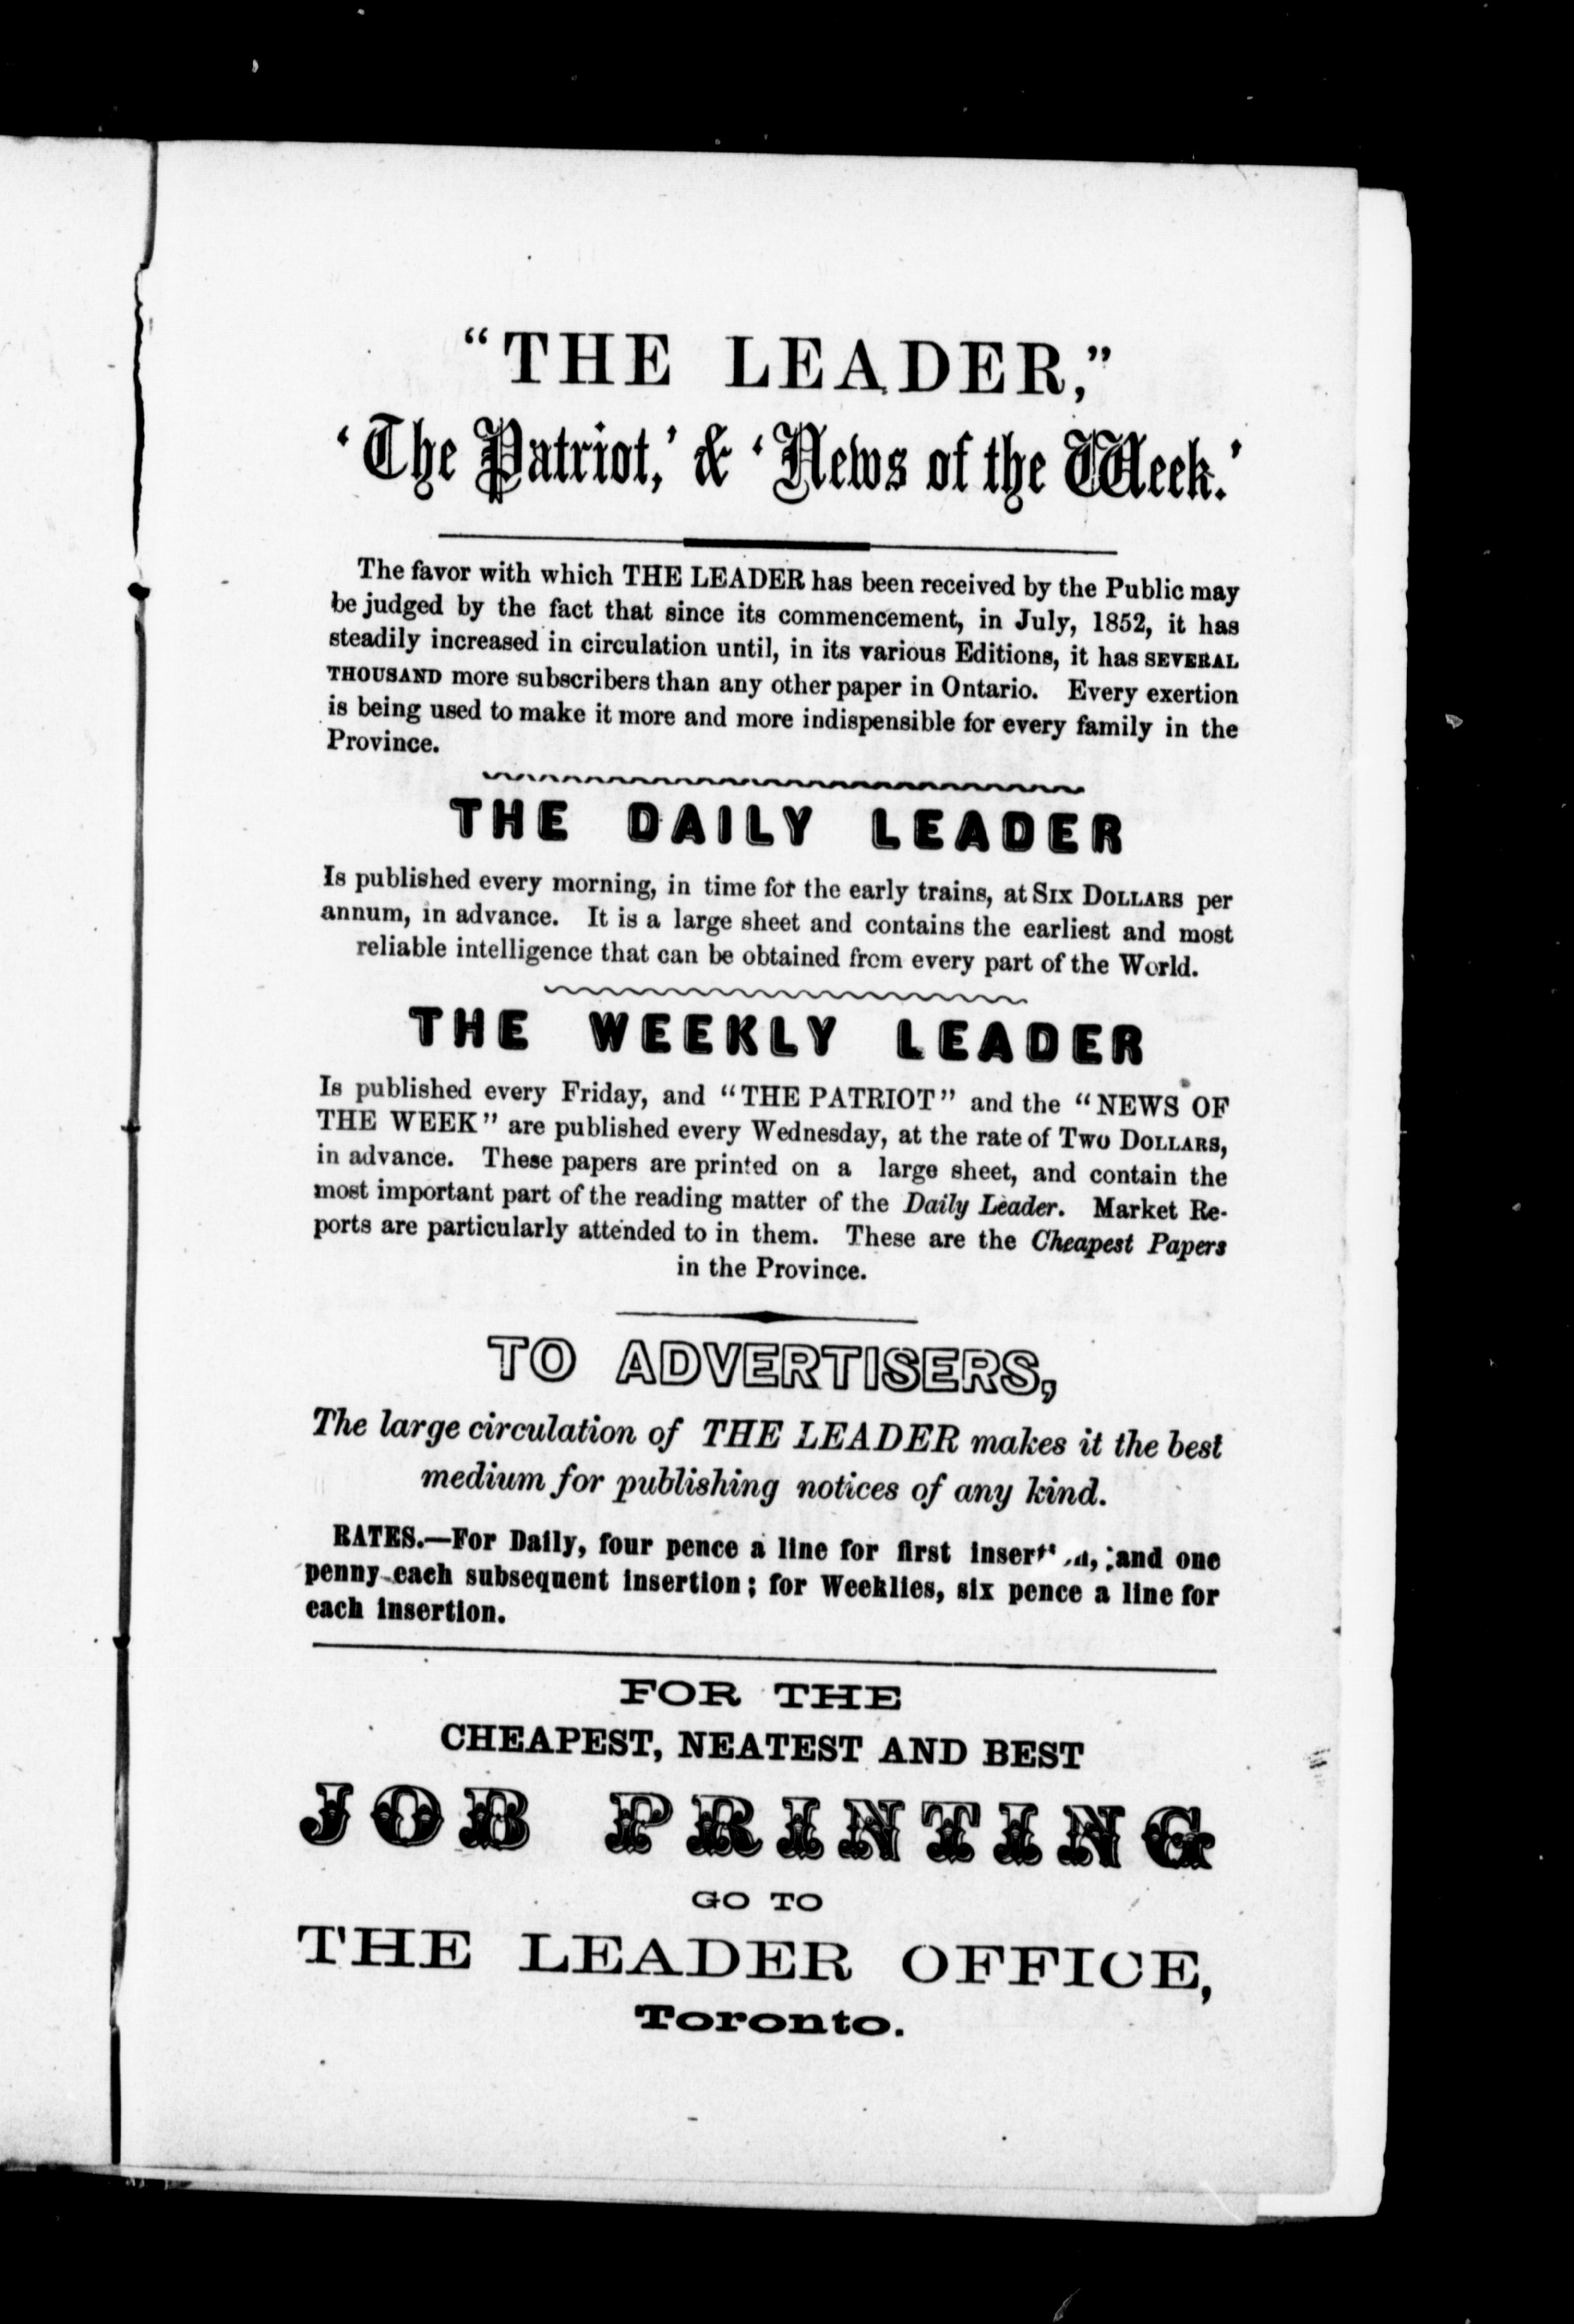 "THE LEADER,"
'The Patriot,' & 'News of the Week.'
The favor with which THE LEADER has been received by the Public may
be judged by the fact that since its commencement, in July, 1852, it has
steadily increased in circulation until, in its various Editions, it has SEVERAL
THOUSAND more subscribers than any other paper in Ontario. Every exertion
is being used to make it more and more indispensible for every family in the
Province.
THE DAILY LEADER
Is published every morning, in time for the early trains, at SIX DOLLARS per
annum, in advance. It is a large sheet and contains the earliest and most
reliable intelligence that can be obtained from every part of the World.
THE WEEKLY LEADER
Is published every Friday, and "THE PATRIOT" and the "NEWS OF
THE WEEK" are published every Wednesday, at the rate of TWO DOLLARS,
in advance. These papers are printed on a large sheet, and contain the
most important part of the reading matter of the Daily Leader. Market Re-
ports are particularly attended to in them. These are the Cheapest Papers
in the Province.
TO ADVERTISERS,
The large circulation of THE LEADER makes it the best
medium for publishing notices of any kind.
RATES.—For Daily, four pence a line for first insertion, and one
penny each subsequent insertion; for Weeklies, six pence a line for
each insertion.
FOR THE
CHEAPEST, NEATEST AND BEST
JOB PRINTING
GO TO
THE LEADER OFFICE,
Toronto.